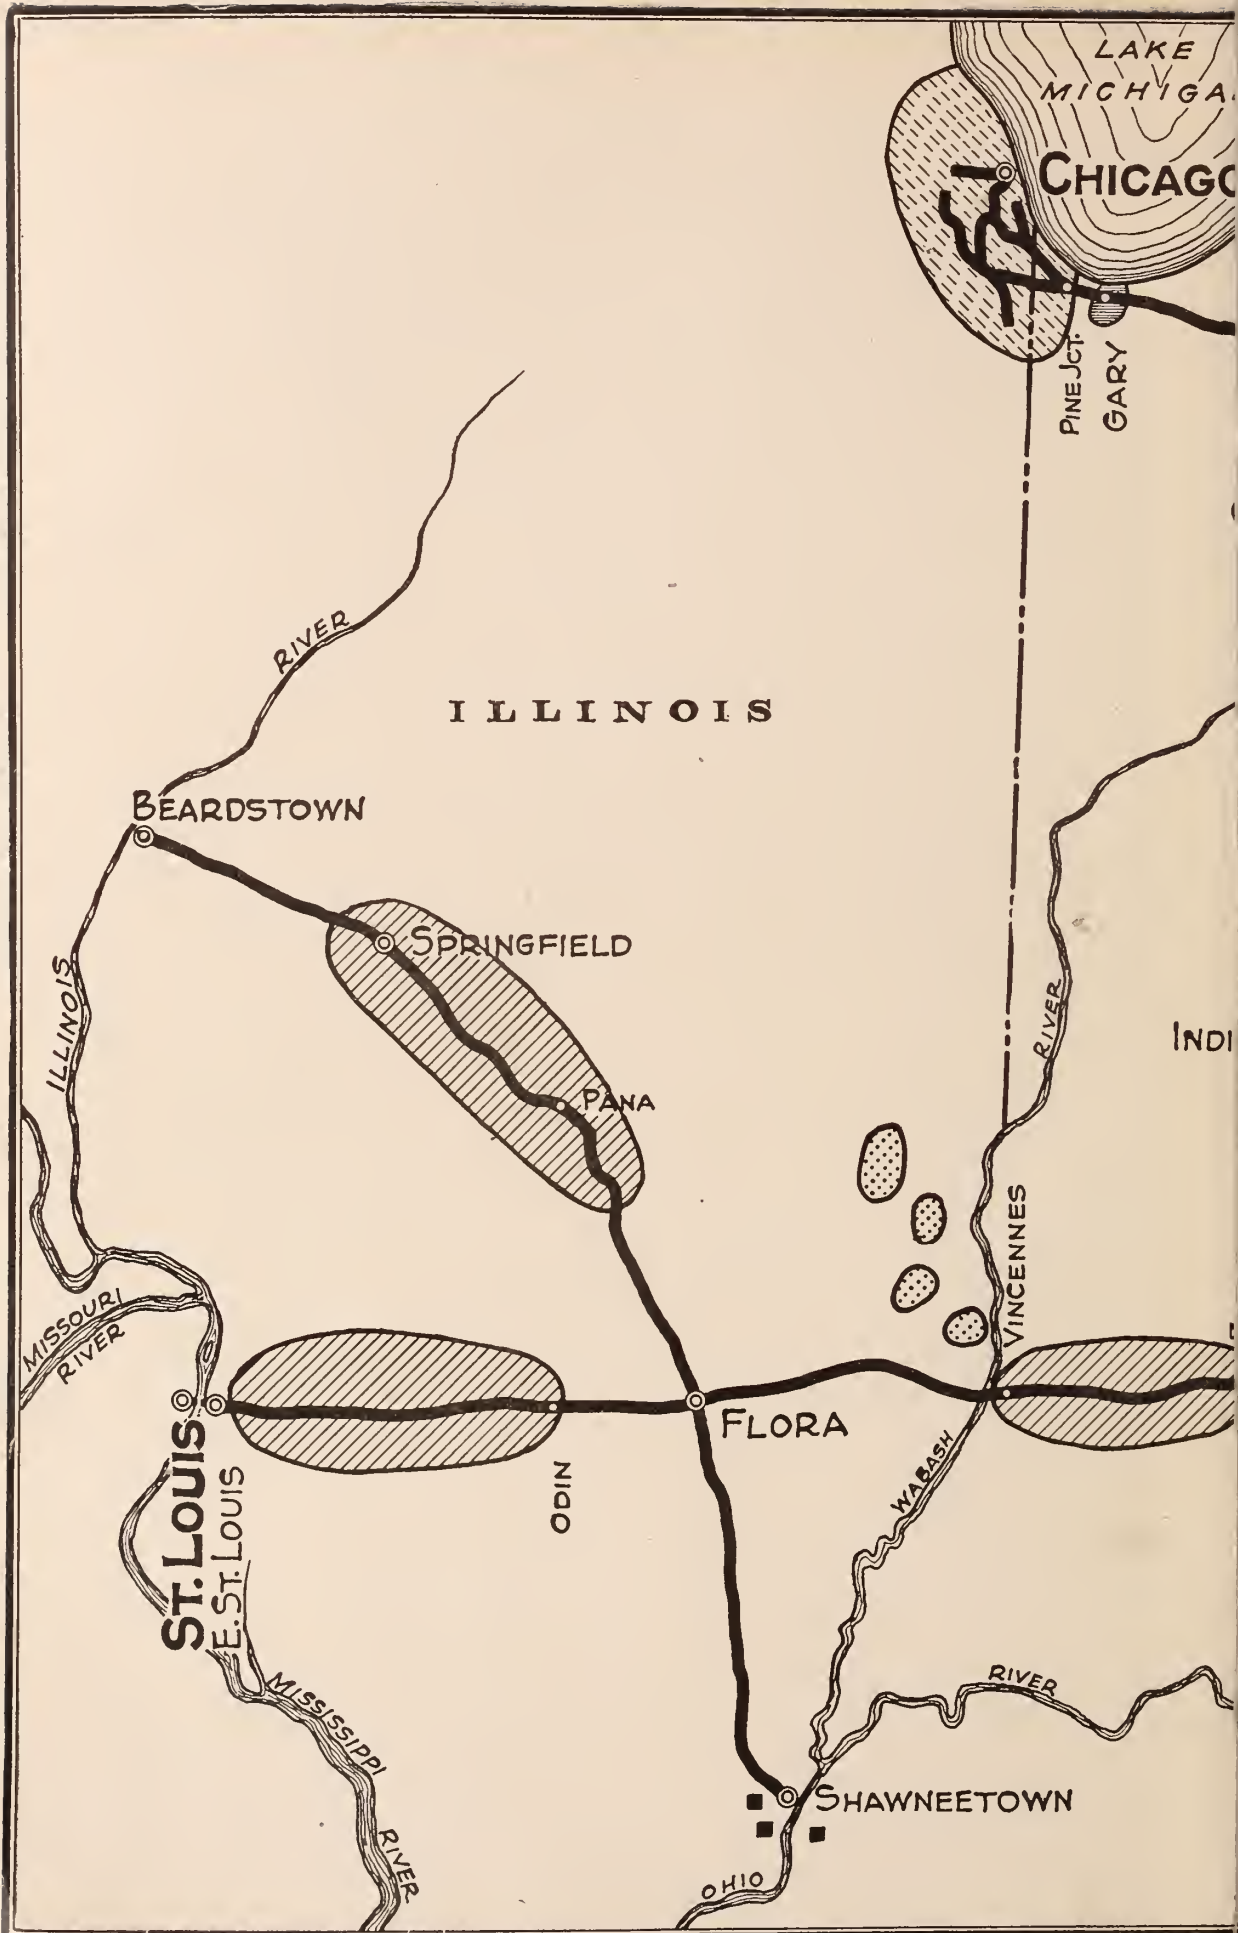 LAKE
MICHIGA
CHICAGO
PINE JCT.
GARY
RIVER
ILLINOIS
BEARDSTOWN
SPRINGFIELD
ILLINOIS
RIVER
INDI
PANA
VINCENNES
MISSOURI
RIVER
FLORA
ST. LOUIS
E. ST. LOUIS
ODIN
WABASH
MISSISSIPPI
RIVER
RIVER
SHAWNEETOWN
OHIO